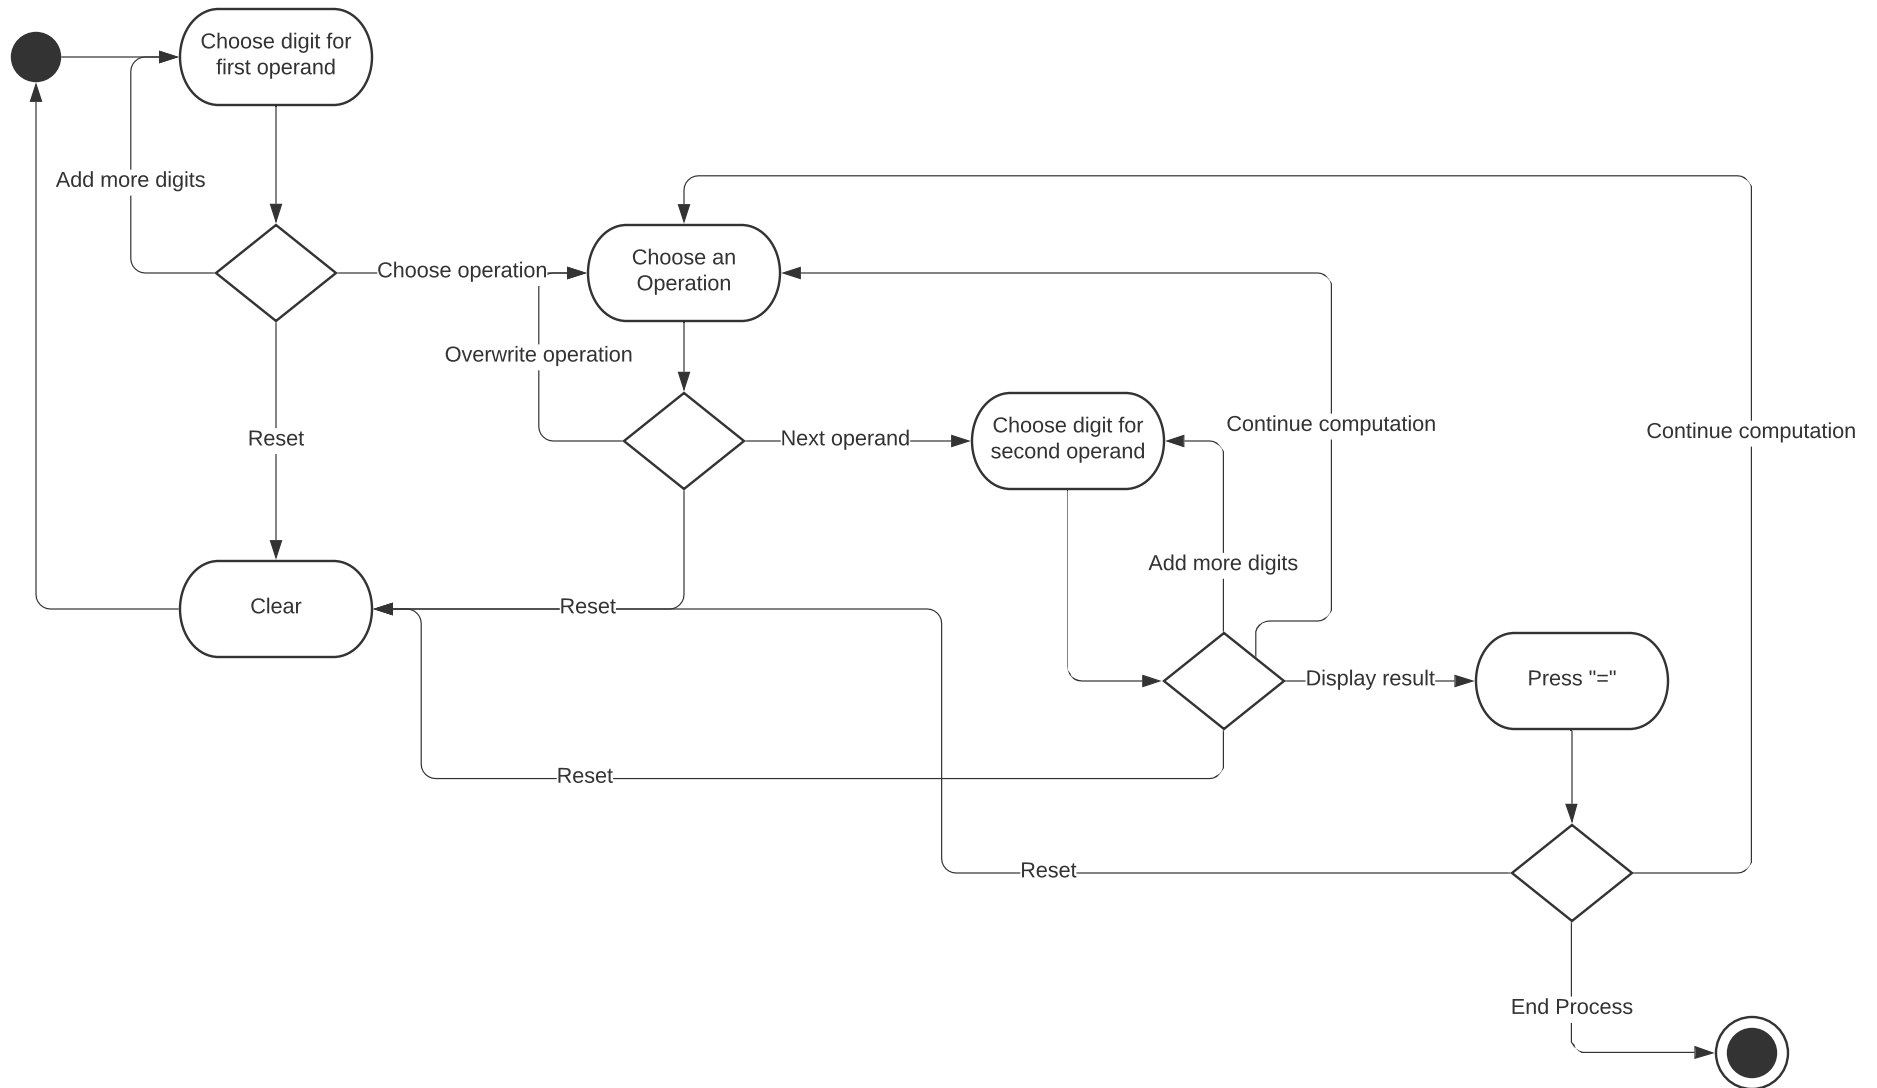 Choose digit for
first operand
Add more digits
Choose operation
Choose an
Operation
Overwrite operation
Next operand
Choose digit for
second operand
Continue computation
Continue computation
Reset
Add more digits
Clear
Reset
Display result
Press "="
Reset
Reset
End Process